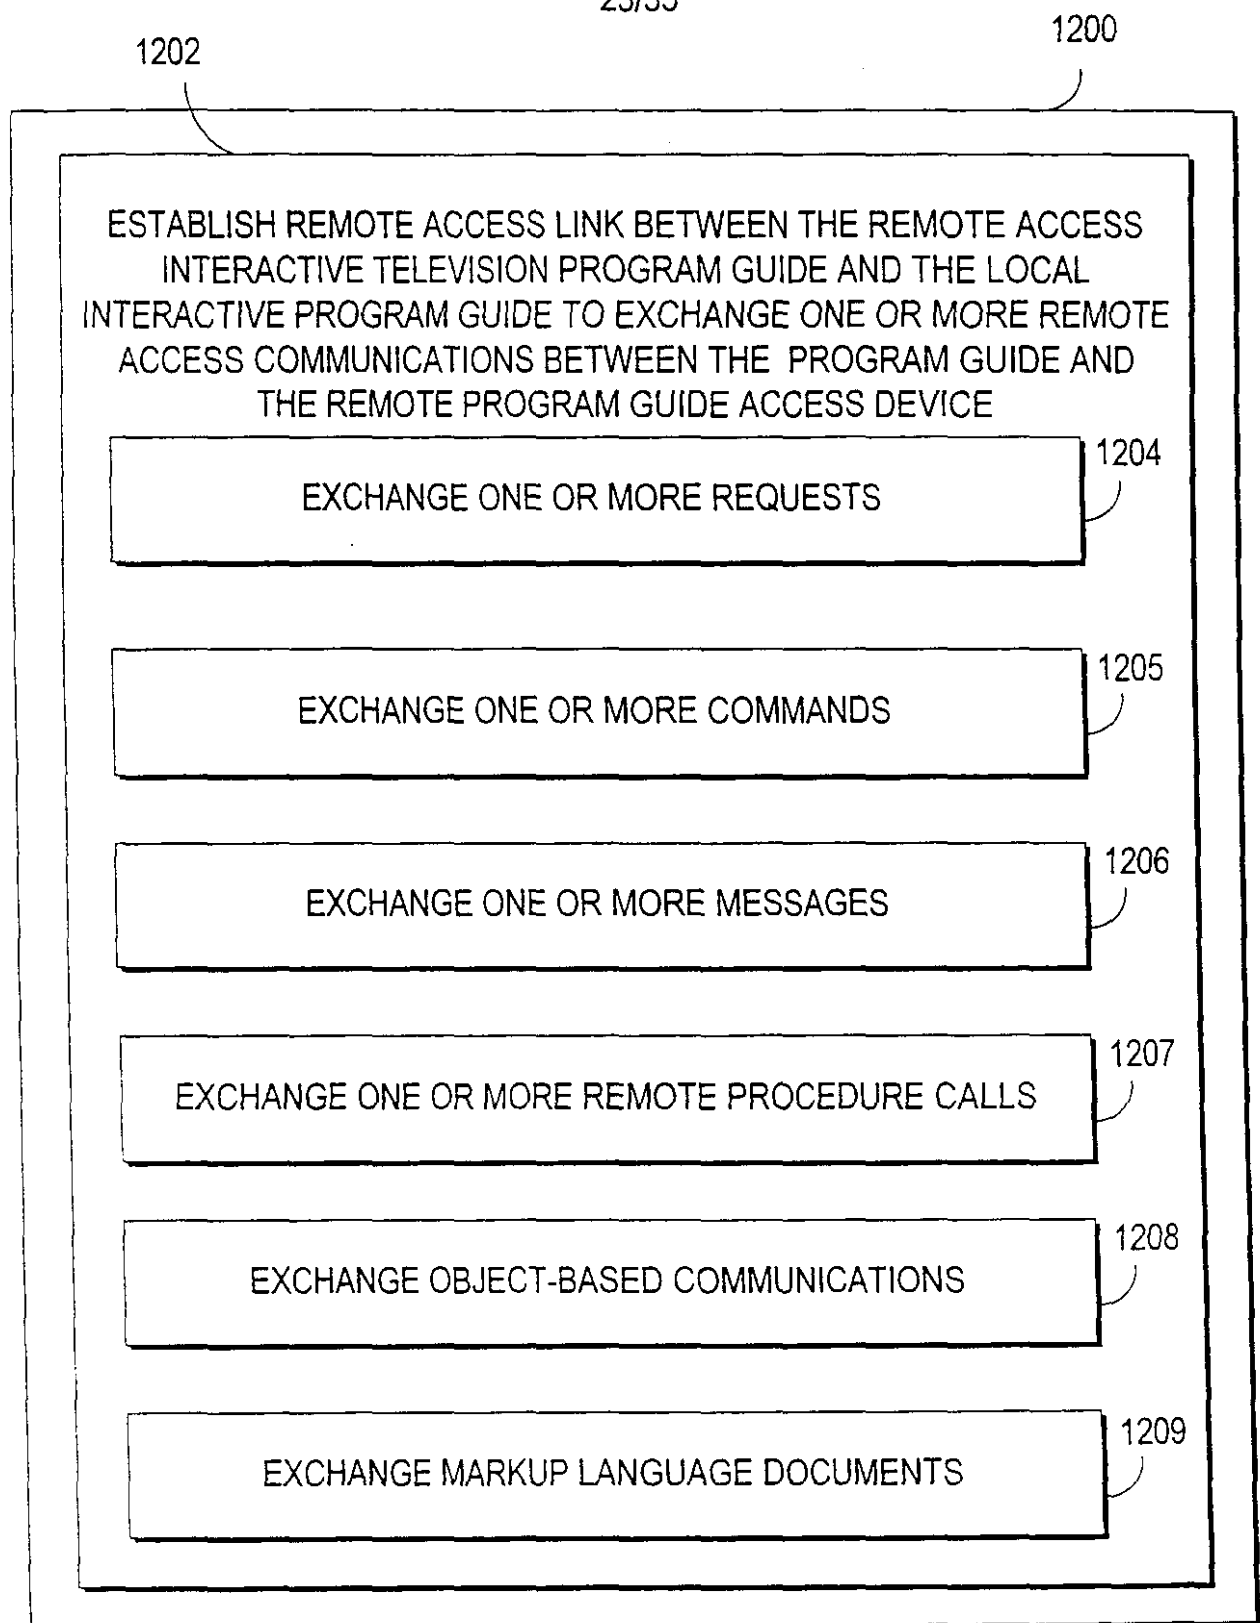 23/35
1202
1200
ESTABLISH REMOTE ACCESS LINK BETWEEN THE REMOTE ACCESS
INTERACTIVE TELEVISION PROGRAM GUIDE AND THE LOCAL
INTERACTIVE PROGRAM GUIDE TO EXCHANGE ONE OR MORE REMOTE
ACCESS COMMUNICATIONS BETWEEN THE PROGRAM GUIDE AND
THE REMOTE PROGRAM GUIDE ACCESS DEVICE
1204
EXCHANGE ONE OR MORE REQUESTS
1205
EXCHANGE ONE OR MORE COMMANDS
1206
EXCHANGE ONE OR MORE MESSAGES
1207
EXCHANGE ONE OR MORE REMOTE PROCEDURE CALLS
1208
EXCHANGE OBJECT-BASED COMMUNICATIONS
1209
EXCHANGE MARKUP LANGUAGE DOCUMENTS